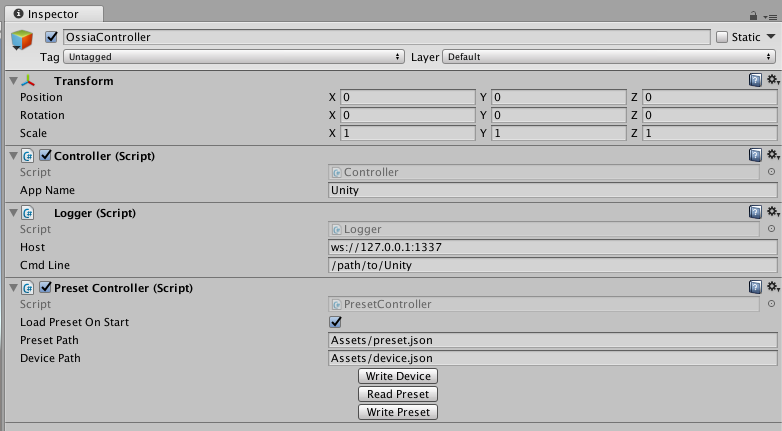 Inspector
OssiaController Static
Tag Untagged Layer Default
Transform
Position X 0 Y 0 Z 0
Rotation X 0 Y 0 Z 0
Scale X 1 Y 1 Z 1
C# Controller (Script)
Script Controller
App Name Unity
C# Logger (Script)
Script Logger
Host ws://127.0.0.1:1337
Cmd Line /path/to/Unity
C# Preset Controller (Script)
Script PresetController
Load Preset On Start
Preset Path Assets/preset.json
Device Path Assets/device.json
Write Device
Read Preset
Write Preset